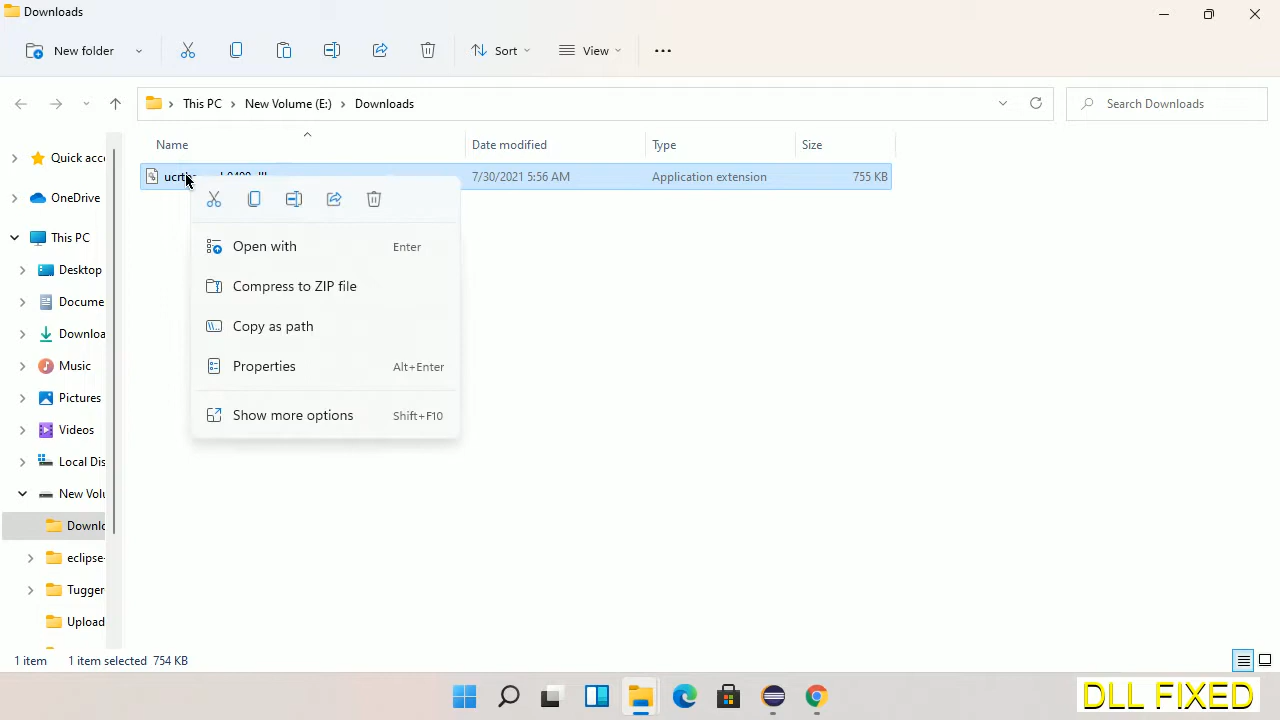 Downloads
New folder
Sort
View
This PC
New Volume (E:)
Downloads
Search Downloads
Name
Date modified
Type
Size
7/30/2021 5:56 AM
Application extension
755 KB
Quick acc
OneDrive
This PC
Desktop
Docume
Downloa
Music
Pictures
Videos
Local Dis
New Volu
Downlo
eclipse-
Tugger
Upload
Open with Enter
Compress to ZIP file
Copy as path
Properties Alt+Enter
Show more options Shift+F10
1 item 1 item selected 754 KB
DLL FIXED